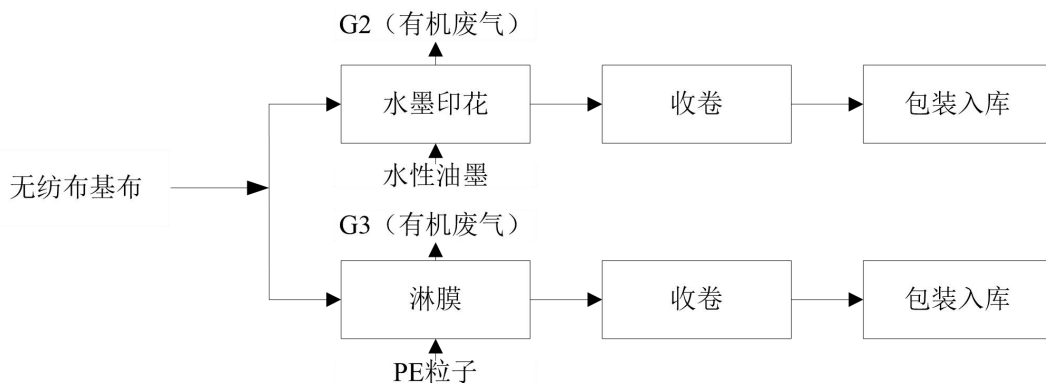 G2（有机废气）
水墨印花
收卷
包装入库
水性油墨
无纺布基布
G3（有机废气）
淋膜
收卷
包装入库
PE粒子